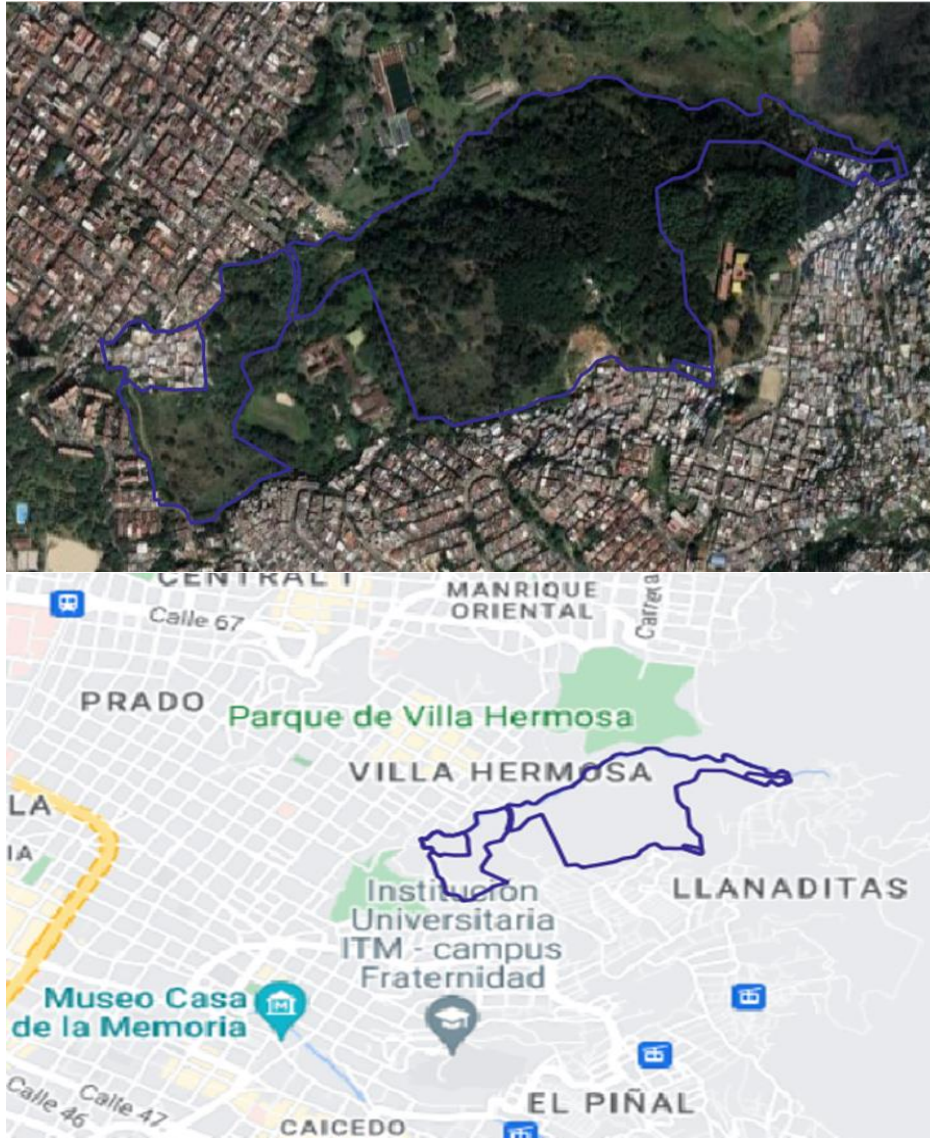 CENTRAL 1
Calle 67
MANRIQUE
ORIENTAL
Carrera
PRADO
Parque de Villa Hermosa
VILLA HERMOSA
LA
IA
Institución
Universitaria
ITM - campus
Fraternidad
LLANADITAS
Museo Casa
de la Memoria
M
EL PIÑAL
Calle 46
Calle 47
CAICEDO